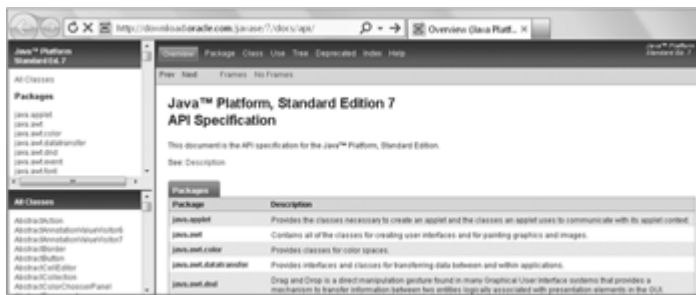 http://download.oracle.com/javase/7/docs/api/
Overview (Java Platf...
Java™ Platform
Standard Ed. 7
All Classes
Packages
java.applet
java.awt
java.awt.color
java.awt.datatransfer
java.awt.dnd
java.awt.event
java.awt.font
All Classes
AbstractAction
AbstractAnnotationValueVisitor6
AbstractAnnotationValueVisitor7
AbstractBorder
AbstractButton
AbstractCellEditor
AbstractCollection
AbstractColorChooserPanel
Overview Package Class Use Tree Deprecated Index Help
Java™ Platform
Standard Ed. 7
Prev Next Frames No Frames
Java™ Platform, Standard Edition 7
API Specification
This document is the API specification for the Java™ Platform, Standard Edition.
See: Description
Packages
Package Description
java.applet Provides the classes necessary to create an applet and the classes an applet uses to communicate with its applet context.
java.awt Contains all of the classes for creating user interfaces and for painting graphics and images.
java.awt.color Provides classes for color spaces.
java.awt.datatransfer Provides interfaces and classes for transferring data between and within applications.
java.awt.dnd Drag and Drop is a direct manipulation gesture found in many Graphical User Interface systems that provides a
mechanism to transfer information between two entities logically associated with presentation elements in the GUI.